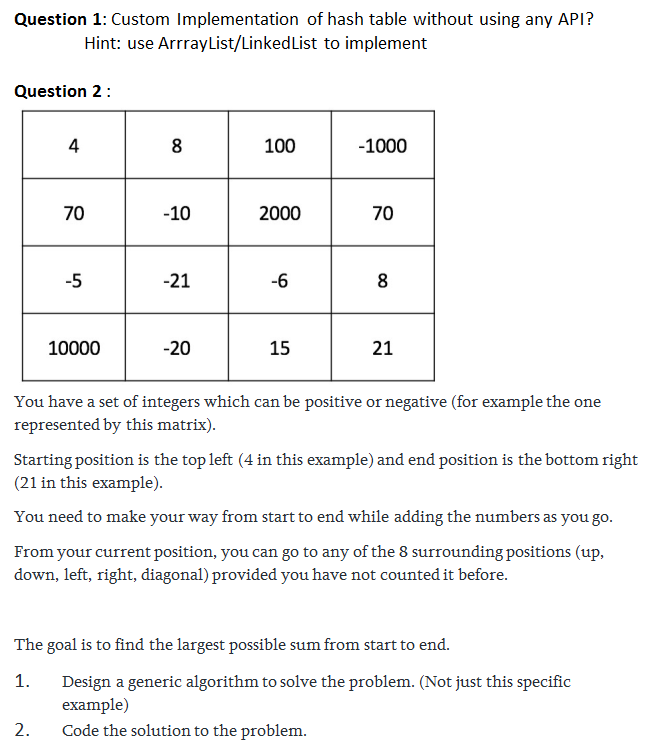 Question 1: Custom Implementation of hash table without using any API?
Hint: use ArrrayList/LinkedList to implement
Question 2 :
4 8 100 -1000
70 -10 2000 70
-5 -21 -6 8
10000 -20 15 21
You have a set of integers which can be positive or negative (for example the one
represented by this matrix).
Starting position is the top left (4 in this example) and end position is the bottom right
(21 in this example).
You need to make your way from start to end while adding the numbers as you go.
From your current position, you can go to any of the 8 surrounding positions (up,
down, left, right, diagonal) provided you have not counted it before.
The goal is to find the largest possible sum from start to end.
1. Design a generic algorithm to solve the problem. (Not just this specific
example)
2. Code the solution to the problem.